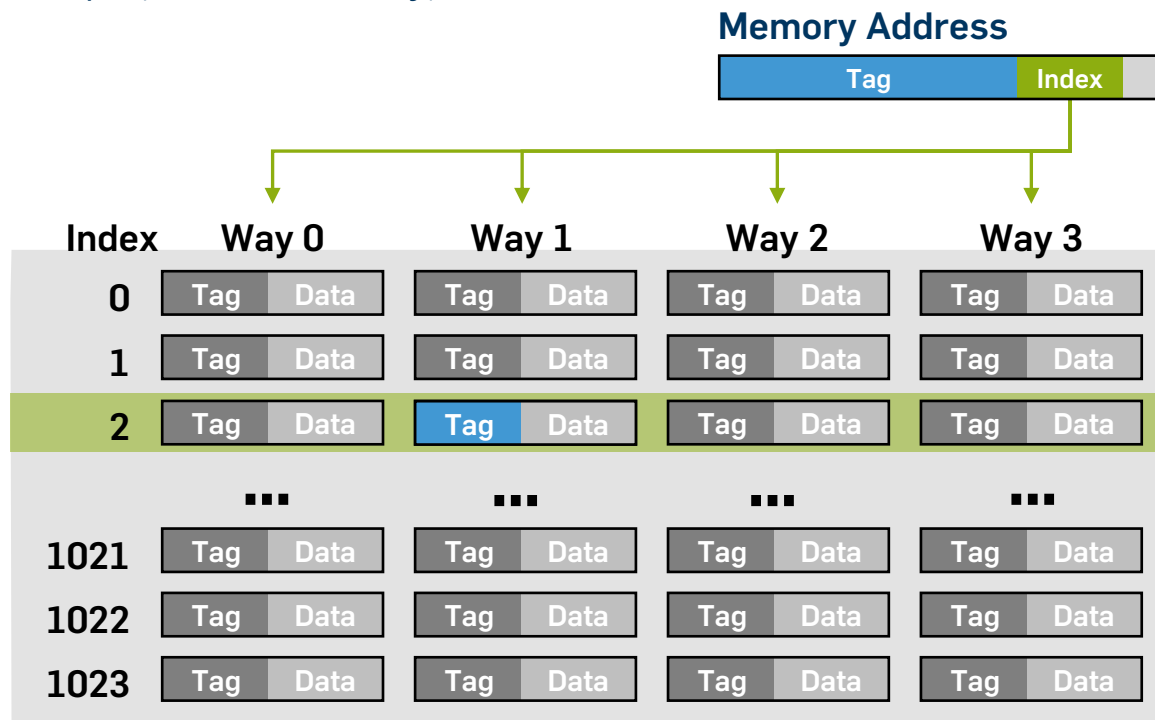 Memory Address
Tag Index
Index Way 0 Way 1 Way 2 Way 3
0 Tag Data Tag Data Tag Data Tag Data
1 Tag Data Tag Data Tag Data Tag Data
2 Tag Data Tag Data Tag Data Tag Data
... ... ... ...
1021 Tag Data Tag Data Tag Data Tag Data
1022 Tag Data Tag Data Tag Data Tag Data
1023 Tag Data Tag Data Tag Data Tag Data